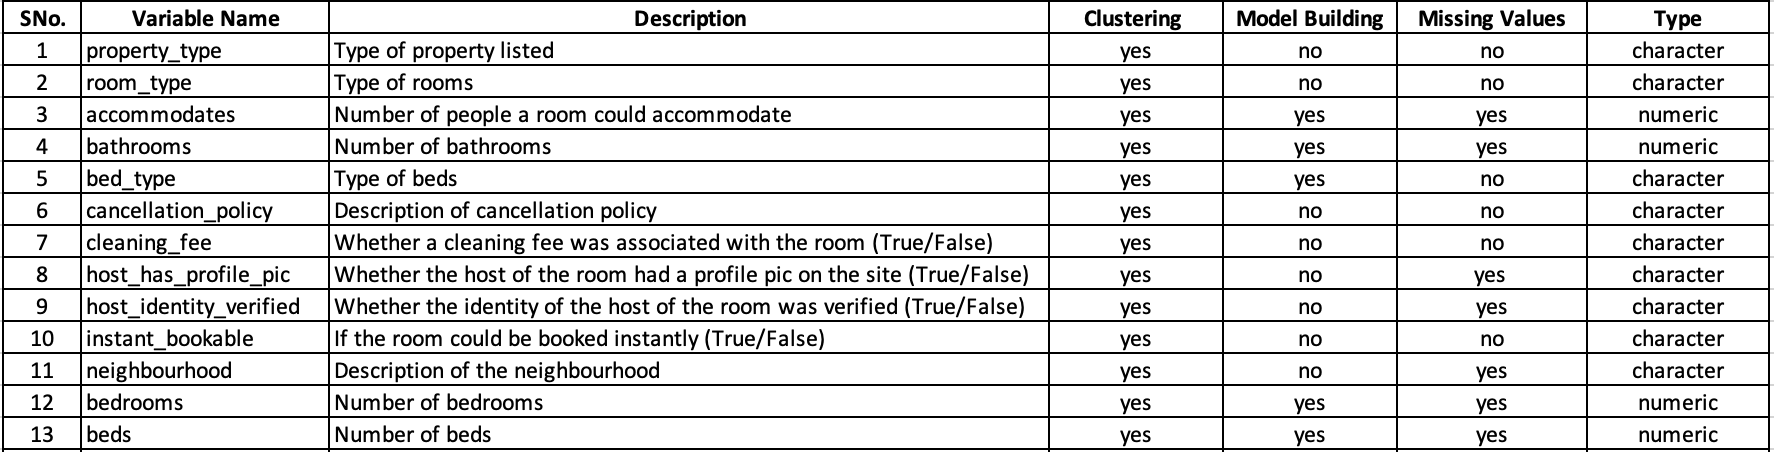 SNo. Variable Name Description Clustering Model Building Missing Values Type
1 property_type Type of property listed yes no no character
2 room_type Type of rooms yes no no character
3 accommodates Number of people a room could accommodate yes yes yes numeric
4 bathrooms Number of bathrooms yes yes yes numeric
5 bed_type Type of beds yes yes no character
6 cancellation_policy Description of cancellation policy yes no no character
7 cleaning_fee Whether a cleaning fee was associated with the room (True/False) yes no no character
8 host_has_profile_pic Whether the host of the room had a profile pic on the site (True/False) yes no yes character
9 host_identity_verified Whether the identity of the host of the room was verified (True/False) yes no yes character
10 instant_bookable If the room could be booked instantly (True/False) yes no no character
11 neighbourhood Description of the neighbourhood yes no yes character
12 bedrooms Number of bedrooms yes yes yes numeric
13 beds Number of beds yes yes yes numeric